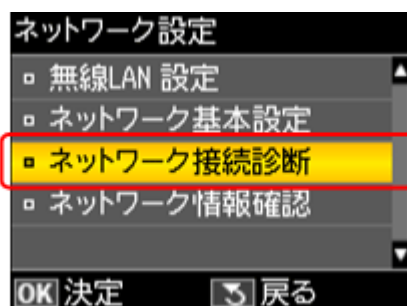 ネットワーク設定
無線LAN 設定
ネットワーク基本設定
ネットワーク接続診断
ネットワーク情報確認
OK 決定 戻る